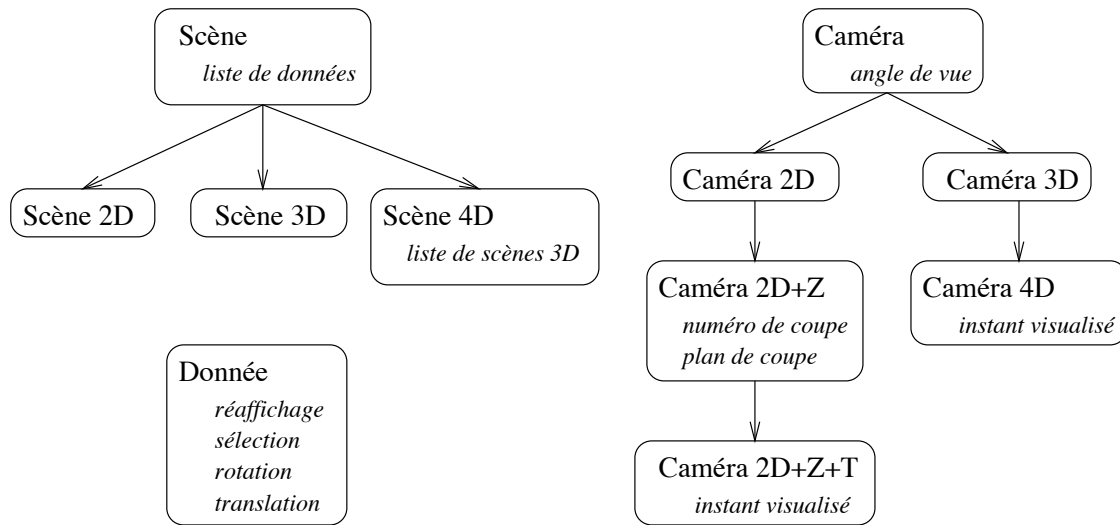 Scène
liste de données
Scène 2D
Scène 3D
Scène 4D
liste de scènes 3D
Donnée
réaffichage
sélection
rotation
translation
Caméra
angle de vue
Caméra 2D
Caméra 3D
Caméra 2D+Z
numéro de coupe
plan de coupe
Caméra 4D
instant visualisé
Caméra 2D+Z+T
instant visualisé